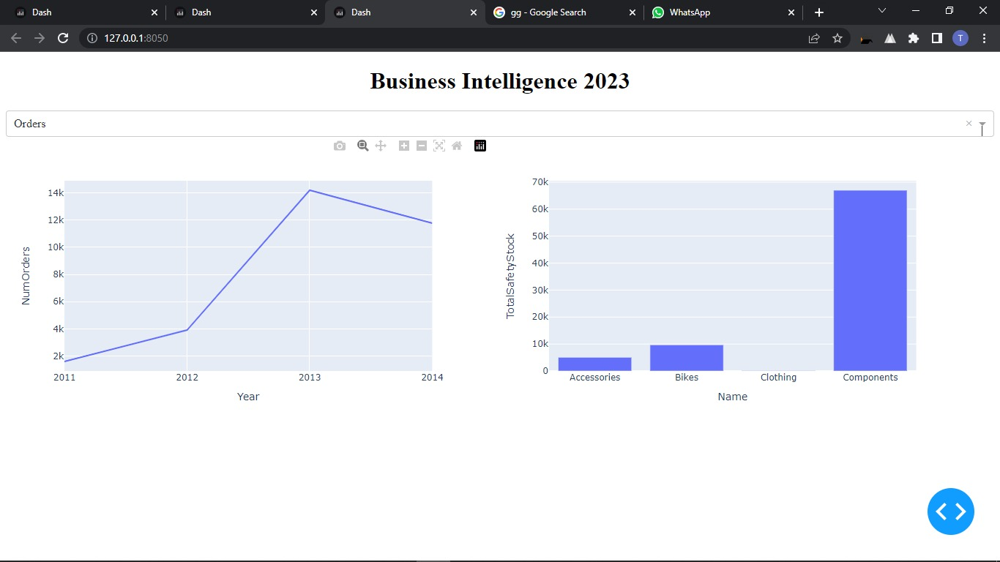 Dash
Dash
Dash
gg - Google Search
WhatsApp
127.0.0.1:8050
T
Business Intelligence 2023
Orders
14k
12k
10k
8k
6k
4k
2k
NumOrders
2011 2012 2013 2014
Year
70k
60k
50k
40k
30k
20k
10k
0
TotalSafetyStock
Accessories Bikes Clothing Components
Name